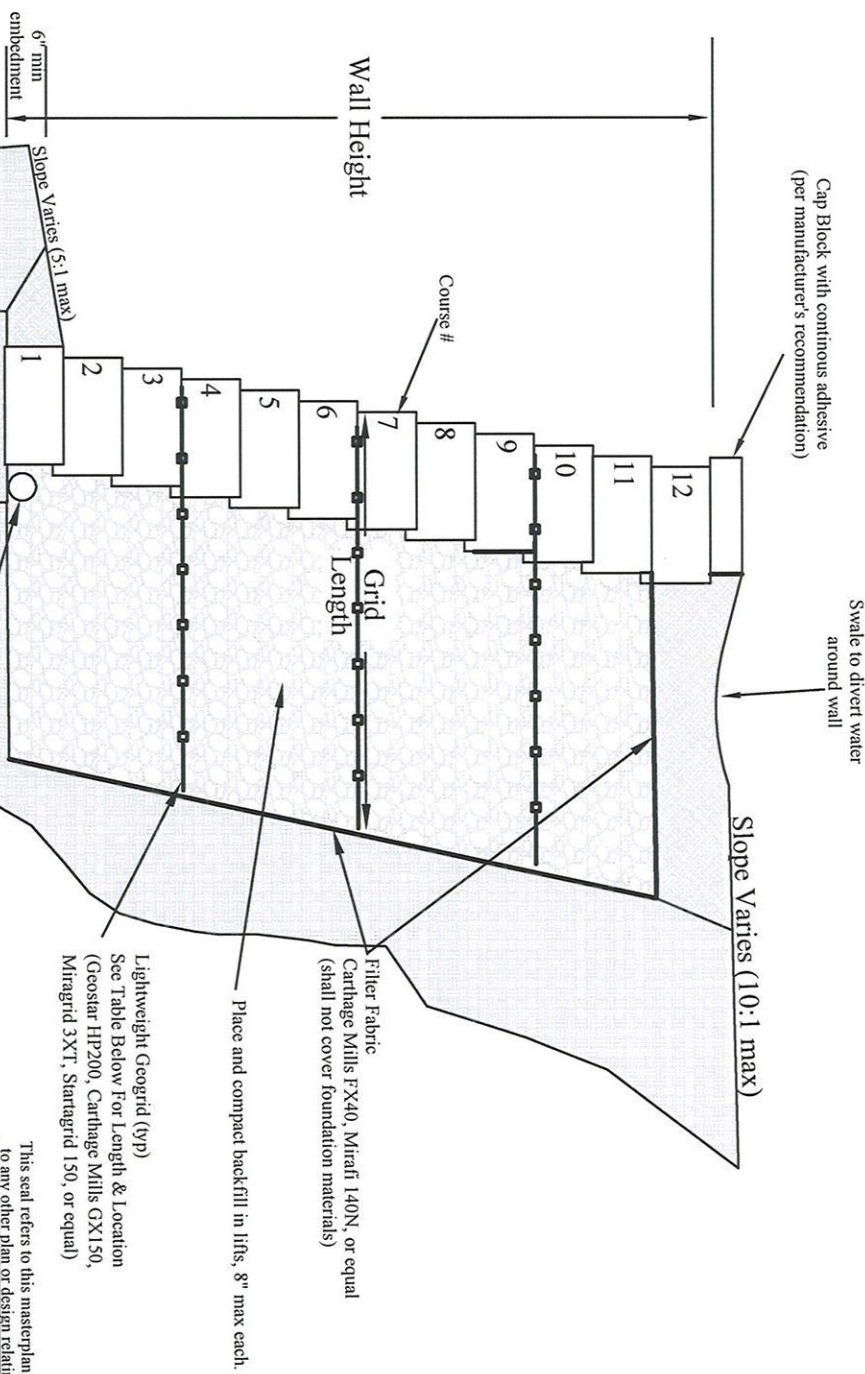 Cap Block with continous adhesive
(per manufacturer's recommendation)
Swale to divert water
around wall
Slope Varies (10:1 max)
Wall Height
Course #
12
11
10
9
8
7
6
5
4
3
2
1
Grid
Length
Slope Varies (5:1 max)
6" min
embedment
Filter Fabric
Carthage Mills FX40, Mirafi 140N, or equal
(shall not cover foundation materials)
Place and compact backfill in lifts, 8" max each.
Lightweight Geogrid (typ)
See Table Below For Length & Location
(Geostar HP200, Carthage Mills GX150,
Miragrid 3XT, Startagrid 150, or equal)
This seal refers to this masterplan
to any other plan or design relatin